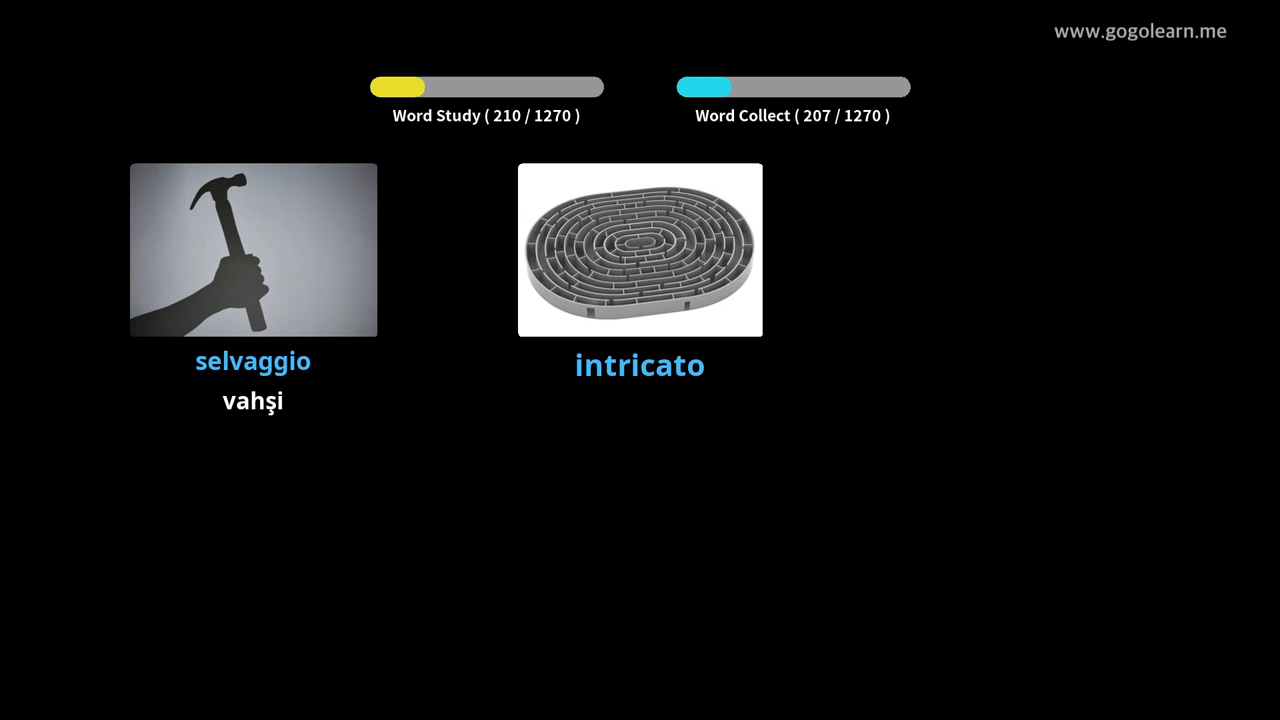 www.gogolearn.me
Word Study ( 210 / 1270 )
Word Collect ( 207 / 1270 )
selvaggio
vahşi
intricato